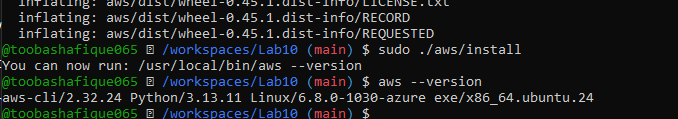 inflating: aws/dist/wheel-0.45.1.dist-info/LICENSE.txt
inflating: aws/dist/wheel-0.45.1.dist-info/RECORD
inflating: aws/dist/wheel-0.45.1.dist-info/REQUESTED
@toobashafique065 /workspaces/Lab10 (main) $ sudo ./aws/install
You can now run: /usr/local/bin/aws --version
@toobashafique065 /workspaces/Lab10 (main) $ aws --version
aws-cli/2.32.24 Python/3.13.11 Linux/6.8.0-1030-azure exe/x86_64.ubuntu.24
@toobashafique065 /workspaces/Lab10 (main) $